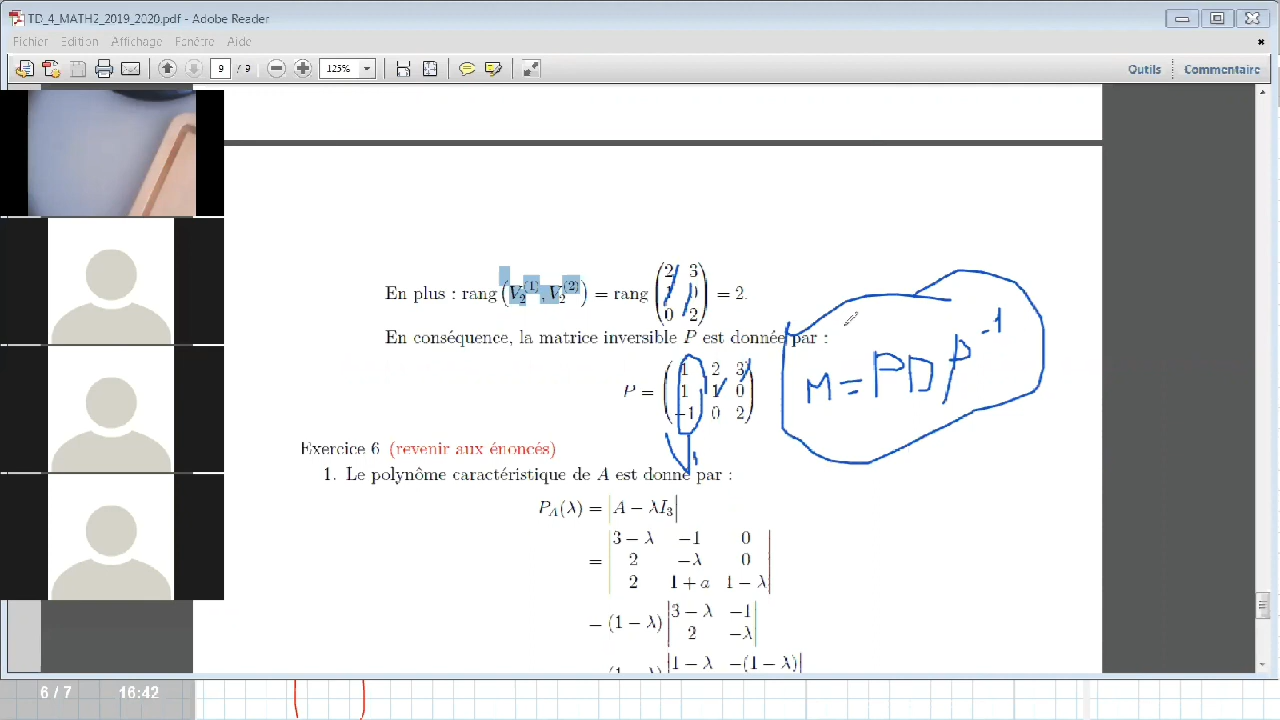 TD_4_MATH2_2019_2020.pdf - Adobe Reader
Fichier Edition Affichage Fenêtre Aide
9 / 9 125% Outils Commentaire
En plus : rang (V₂⁽¹⁾, V₂⁽²⁾) = rang (2 3
1 0
0 2) = 2.
En conséquence, la matrice inversible P est donnée par :
P = (1 2 3
1 1 0
−1 0 2)
M = PDP⁻¹
V₁
Exercice 6 (revenir aux énoncés)
1. Le polynôme caractéristique de A est donné par :
P_A(λ) = |A − λI₃|
= |3 − λ −1 0
2 −λ 0
2 1 + a 1 − λ|
= (1 − λ) |3 − λ −1
2 −λ|
|1 − λ −(1 − λ)|
6 / 7 16:42